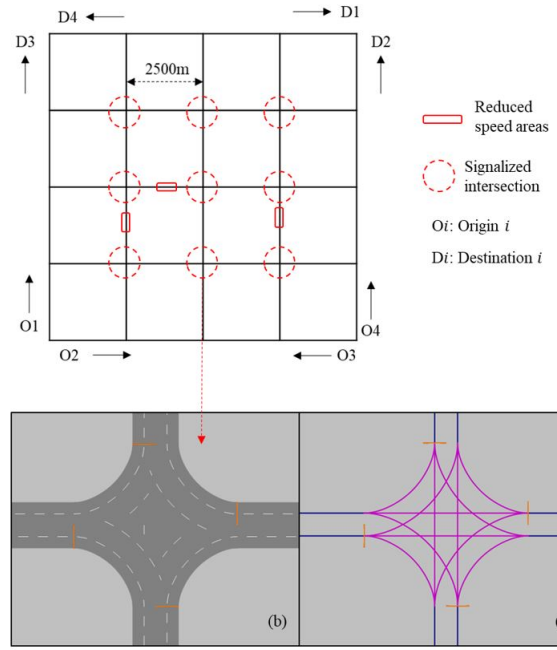 D4
D1
D3
D2
2500m
Reduced
speed areas
Signalized
intersection
Oi: Origin i
Di: Destination i
O1
O4
O2
O3
(b)
(